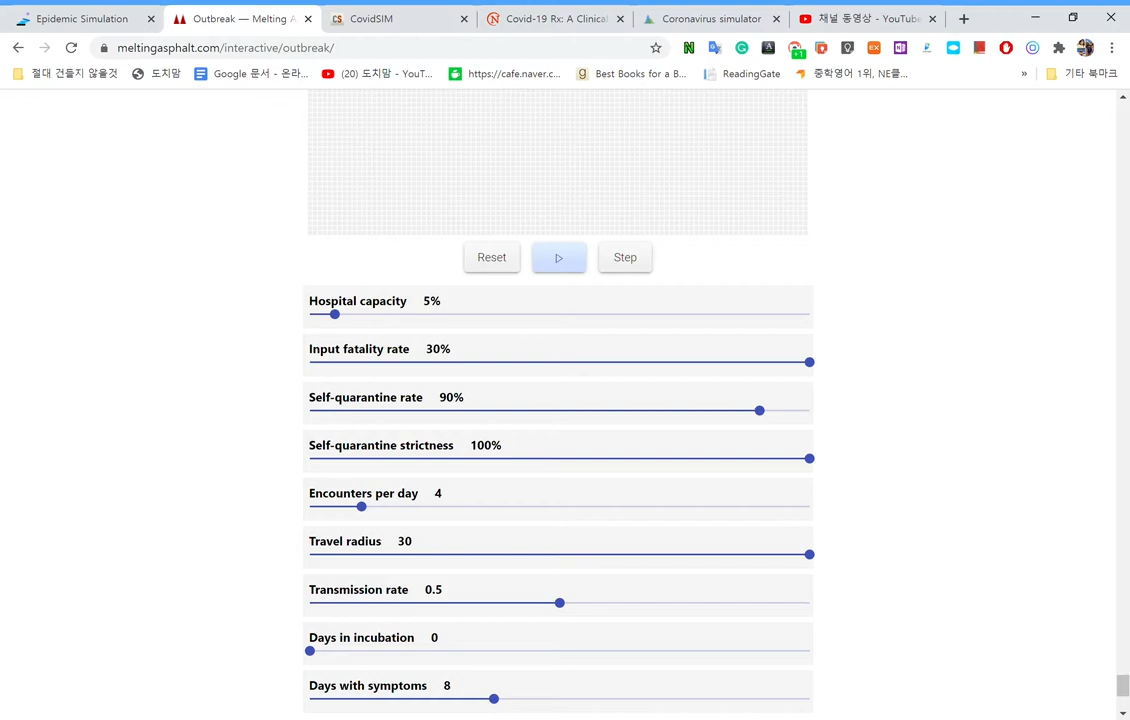 Epidemic Simulation
Outbreak — Melting A
CovidSIM
Covid-19 Rx: A Clinical
Coronavirus simulator
채널 동영상 - YouTube
meltingasphalt.com/interactive/outbreak/
절대 건들지 않을것
도치맘
Google 문서 - 온라...
(20) 도치맘 - YouT...
https://cafe.naver.c...
Best Books for a B...
ReadingGate
중학영어 1위, NE클...
»
기타 북마크
Reset
Step
Hospital capacity 5%
Input fatality rate 30%
Self-quarantine rate 90%
Self-quarantine strictness 100%
Encounters per day 4
Travel radius 30
Transmission rate 0.5
Days in incubation 0
Days with symptoms 8